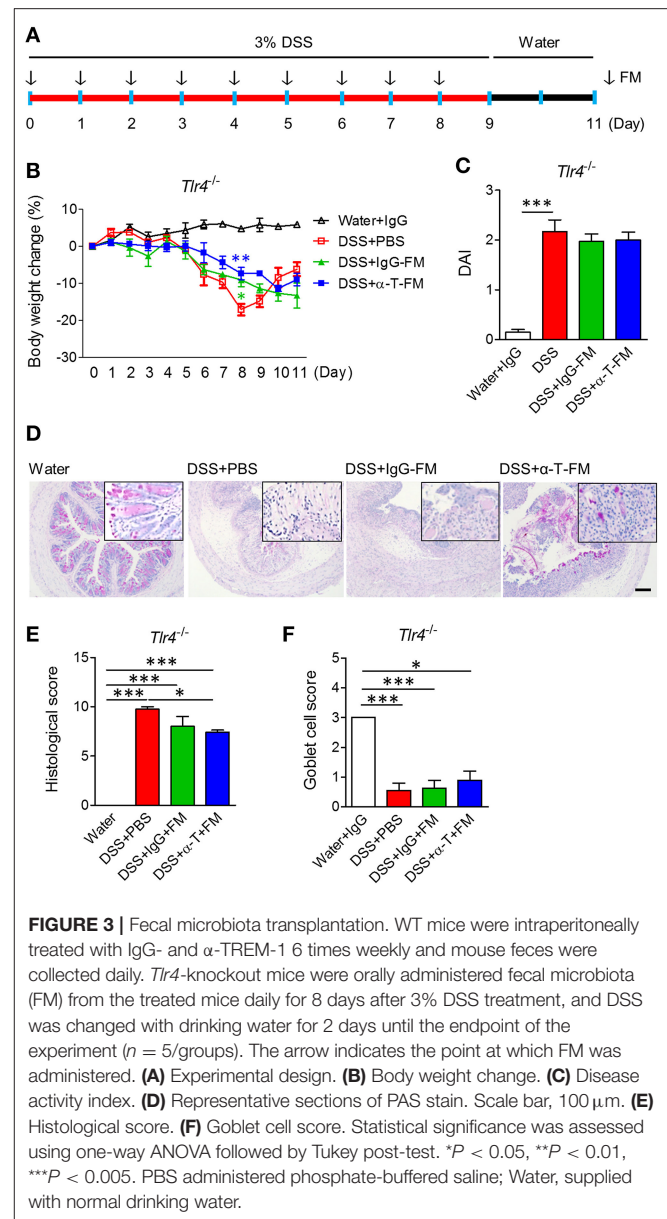 A
3% DSS
Water
↓ ↓ ↓ ↓ ↓ ↓ ↓ ↓ ↓ ↓ FM
0 1 2 3 4 5 6 7 8 9 11 (Day)
B
Tlr4-/-
Body weight change (%)
10
0
-10
-20
-30
**
*
0 1 2 3 4 5 6 7 8 9 10 11 (Day)
Water+IgG
DSS+PBS
DSS+IgG-FM
DSS+α-T-FM
C
Tlr4-/-
DAI
3
2
1
0
***
Water+IgG
DSS
DSS+IgG-FM
DSS+α-T-FM
D
Water DSS+PBS DSS+IgG-FM DSS+α-T-FM
E
Tlr4-/-
Histological score
15
10
5
0
***
***
*** *
Water
DSS+PBS
DSS+IgG+FM
DSS+α-T+FM
F
Tlr4-/-
Goblet cell score
5
4
3
2
1
0
*
***
***
Water+IgG
DSS+PBS
DSS+IgG+FM
DSS+α-T+FM
FIGURE 3 | Fecal microbiota transplantation. WT mice were intraperitoneally
treated with IgG- and α-TREM-1 6 times weekly and mouse feces were
collected daily. Tlr4-knockout mice were orally administered fecal microbiota
(FM) from the treated mice daily for 8 days after 3% DSS treatment, and DSS
was changed with drinking water for 2 days until the endpoint of the
experiment (n = 5/groups). The arrow indicates the point at which FM was
administered. (A) Experimental design. (B) Body weight change. (C) Disease
activity index. (D) Representative sections of PAS stain. Scale bar, 100 μm. (E)
Histological score. (F) Goblet cell score. Statistical significance was assessed
using one-way ANOVA followed by Tukey post-test. *P < 0.05, **P < 0.01,
***P < 0.005. PBS administered phosphate-buffered saline; Water, supplied
with normal drinking water.